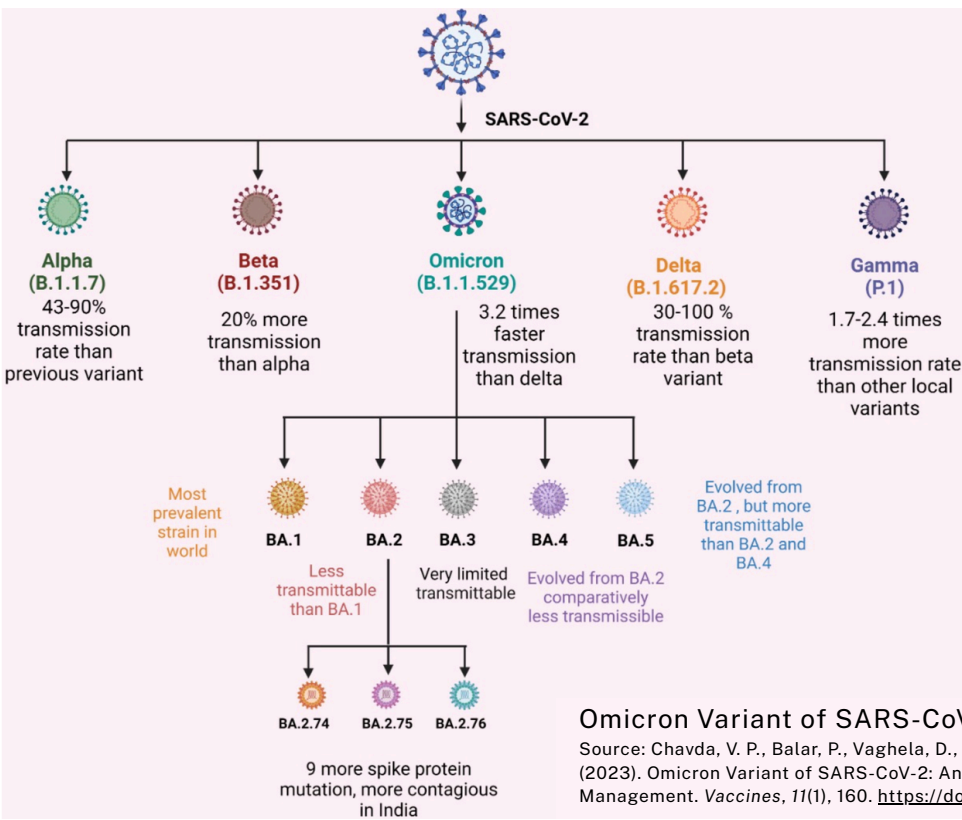 SARS-CoV-2
Alpha
(B.1.1.7)
43-90%
transmission
rate than
previous variant
Beta
(B.1.351)
20% more
transmission
than alpha
Omicron
(B.1.1.529)
3.2 times
faster
transmission
than delta
Delta
(B.1.617.2)
30-100 %
transmission
rate than beta
variant
Gamma
(P.1)
1.7-2.4 times
more
transmission rate
than other local
variants
Most
prevalent
strain in
world
BA.1
BA.2
BA.3
BA.4
BA.5
Evolved from
BA.2 , but more
transmittable
than BA.2 and
BA.4
Less
transmittable
than BA.1
Very limited
transmittable
Evolved from BA.2
comparatively
less transmissible
BA.2.74
BA.2.75
BA.2.76
9 more spike protein
mutation, more contagious
in India
Omicron Variant of SARS-CoV
Source: Chavda, V. P., Balar, P., Vaghela, D.,
(2023). Omicron Variant of SARS-CoV-2: An
Management. Vaccines, 11(1), 160. https://do